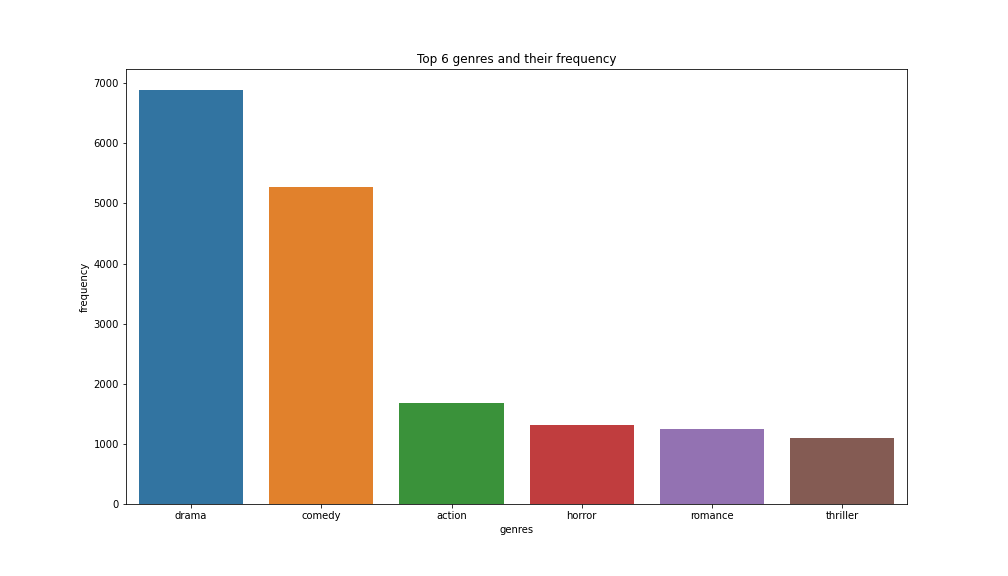 Top 6 genres and their frequency
frequency
7000
6000
5000
4000
3000
2000
1000
0
drama comedy action horror romance thriller
genres